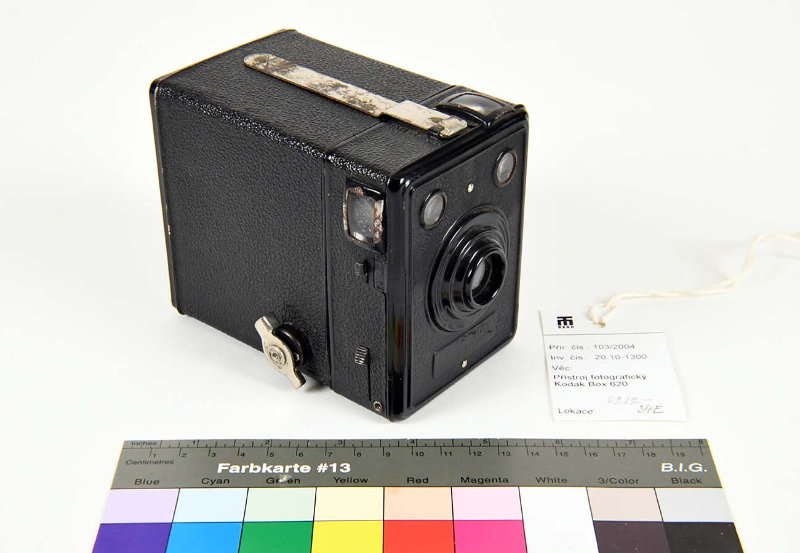 Přír. čís.: 103/2004
Inv. čís.: 20.10-1300
Věc:
Přístroj fotografický
Kodak Box 620
Lokace:
Inches 1 2 3 4 5 6 7 8
Centimetres 1 2 3 4 5 6 7 8 9 10 11 12 13 14 15 16 17 18 19
Farbkarte #13
B.I.G.
Blue Cyan Green Yellow Red Magenta White 3/Color Black